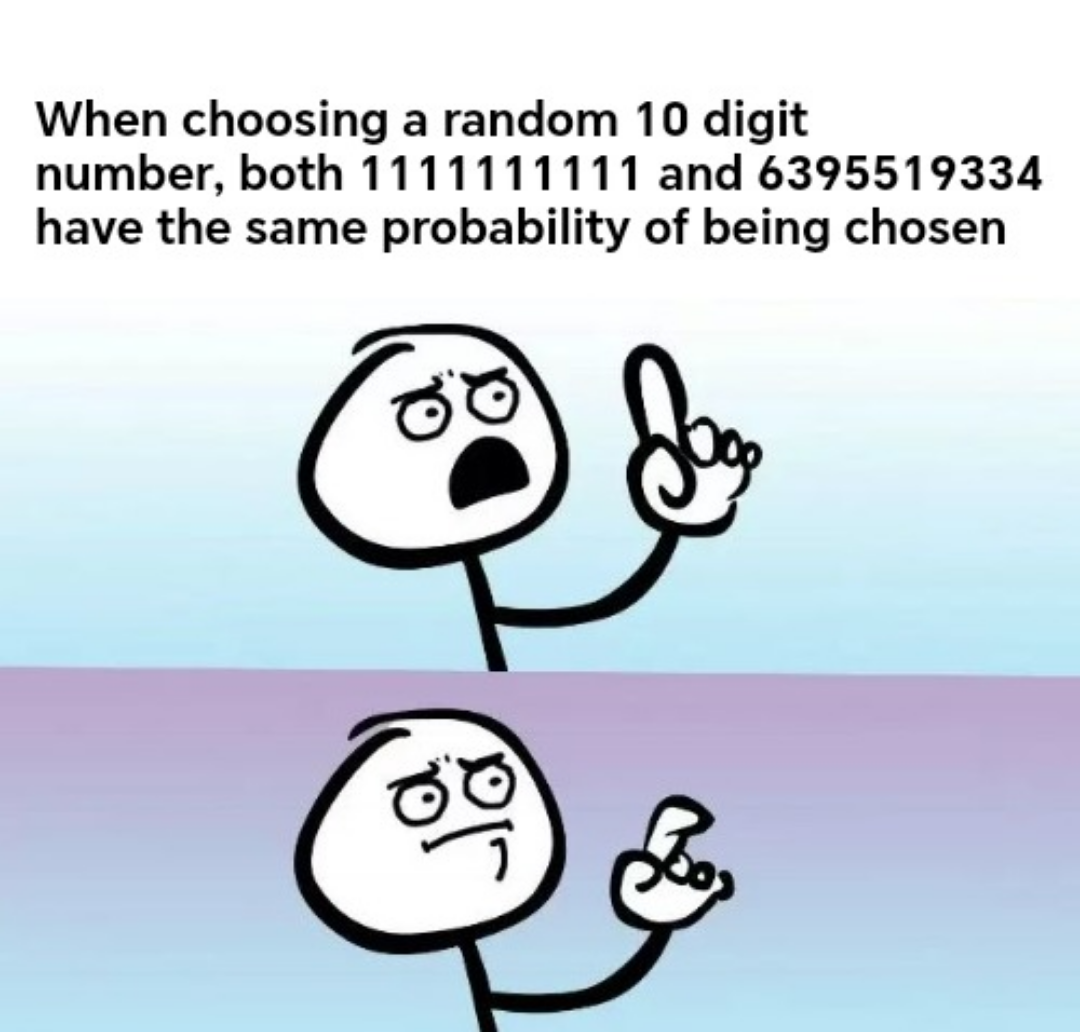 When choosing a random 10 digit
number, both 1111111111 and 6395519334
have the same probability of being chosen